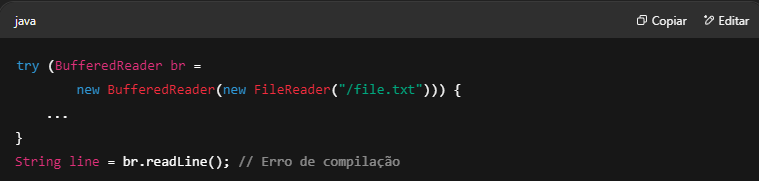 java
Copiar
Editar
try (BufferedReader br =
        new BufferedReader(new FileReader("/file.txt"))) {
    ...
}
String line = br.readLine(); // Erro de compilação